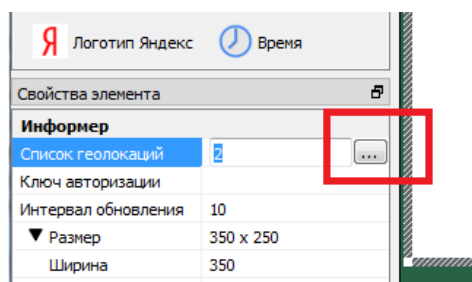 Я Логотип Яндекс Время
Свойства элемента
Информер
Список геолокаций 2 ...
Ключ авторизации
Интервал обновления 10
Размер 350 x 250
Ширина 350